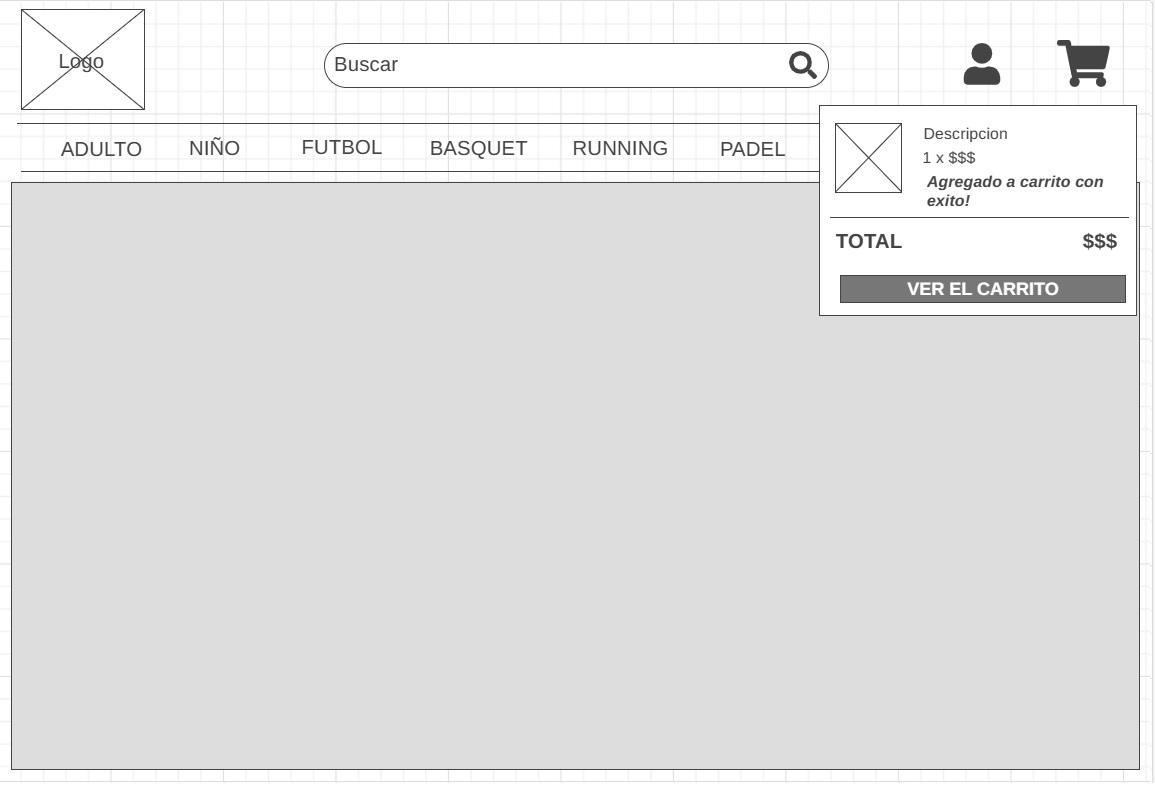 Logo
Buscar
ADULTO NIÑO FUTBOL BASQUET RUNNING PADEL
Descripcion
1 x $$$
Agregado a carrito con
exito!
TOTAL $$$
VER EL CARRITO